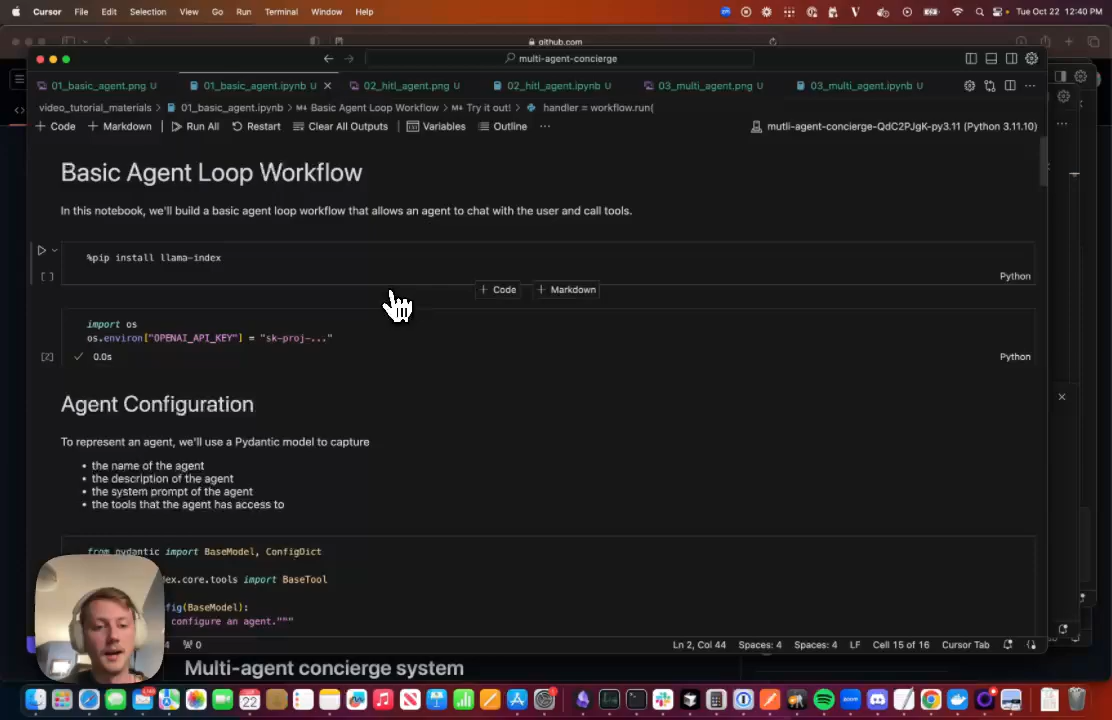 Cursor File Edit Selection View Go Run Terminal Window Help Tue Oct 22 12:40 PM
github.com
multi-agent-concierge
01_basic_agent.png U 01_basic_agent.ipynb U 02_hitl_agent.png U 02_hitl_agent.ipynb U 03_multi_agent.png U 03_multi_agent.ipynb U
video_tutorial_materials > 01_basic_agent.ipynb > Basic Agent Loop Workflow > Try it out! > handler = workflow.run(
+ Code + Markdown Run All Restart Clear All Outputs Variables Outline ... mutli-agent-concierge-QdC2PJgK-py3.11 (Python 3.11.10)
Basic Agent Loop Workflow
In this notebook, we'll build a basic agent loop workflow that allows an agent to chat with the user and call tools.
%pip install llama-index
[ ] Python
+ Code + Markdown
import os
os.environ["OPENAI_API_KEY"] = "sk-proj-..."
[2] 0.0s Python
Agent Configuration
To represent an agent, we'll use a Pydantic model to capture
• the name of the agent
• the description of the agent
• the system prompt of the agent
• the tools that the agent has access to
from pydantic import BaseModel, ConfigDict
ex.core.tools import BaseTool
fig(BaseModel):
configure an agent."""
0 Ln 2, Col 44 Spaces: 4 Spaces: 4 LF Cell 15 of 16 Cursor Tab
Multi-agent concierge system